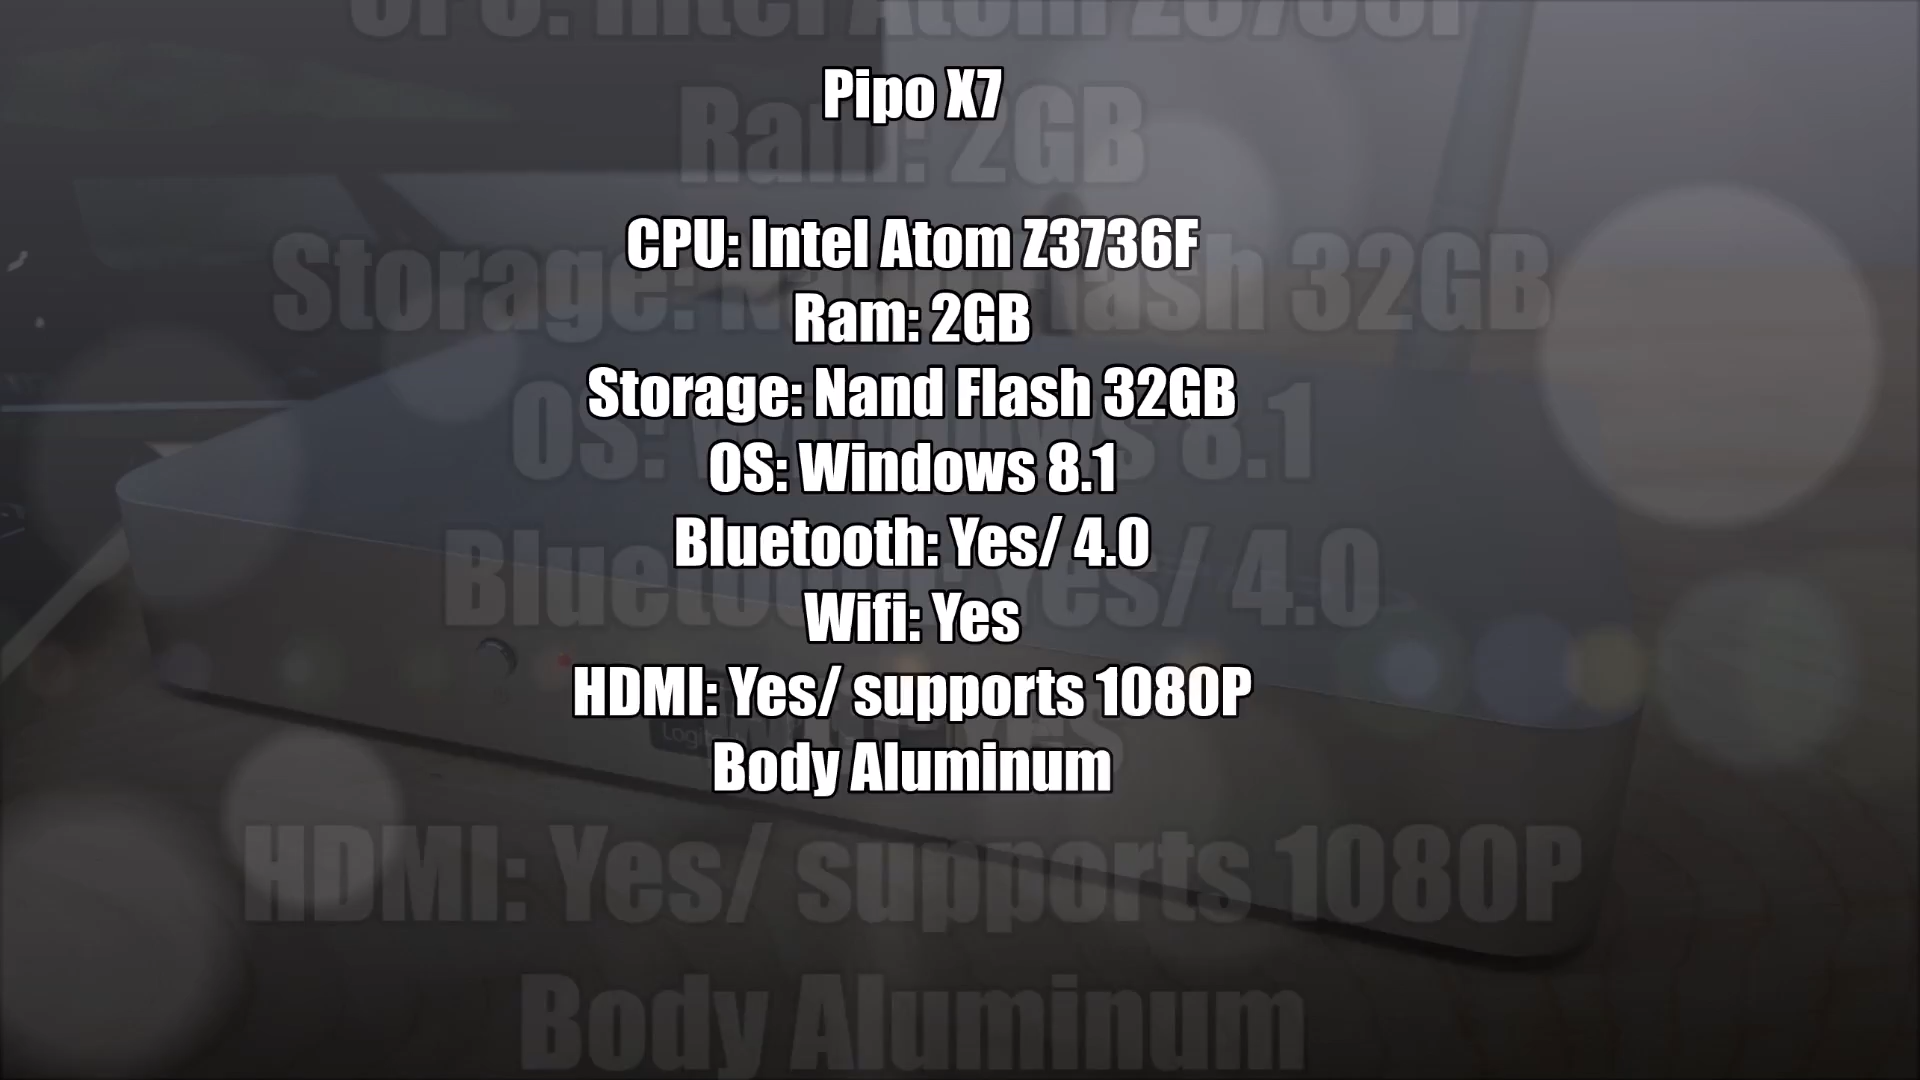 Pipo X7
CPU: Intel Atom Z3736F
Ram: 2GB
Storage: Nand Flash 32GB
OS: Windows 8.1
Bluetooth: Yes/ 4.0
Wifi: Yes
HDMI: Yes/ supports 1080P
Body Aluminum